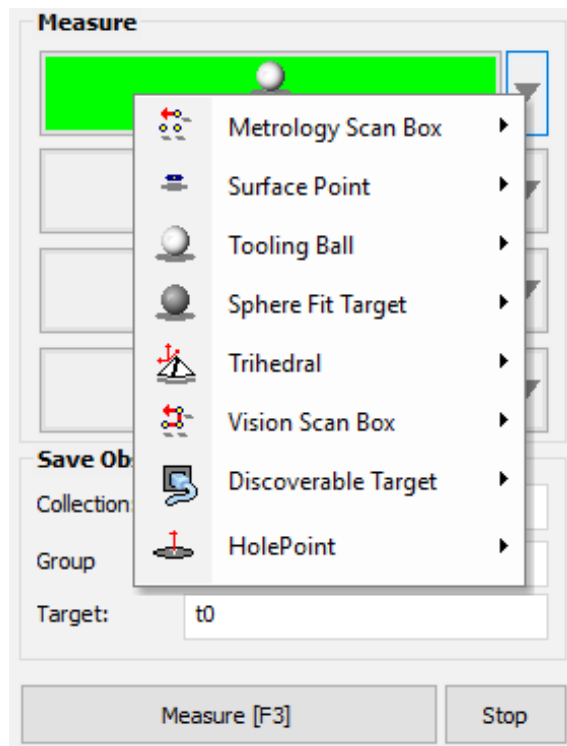 Measure
Metrology Scan Box
Surface Point
Tooling Ball
Sphere Fit Target
Trihedral
Vision Scan Box
Discoverable Target
HolePoint
Save Ob
Collection:
Group
Target: t0
Measure [F3] Stop